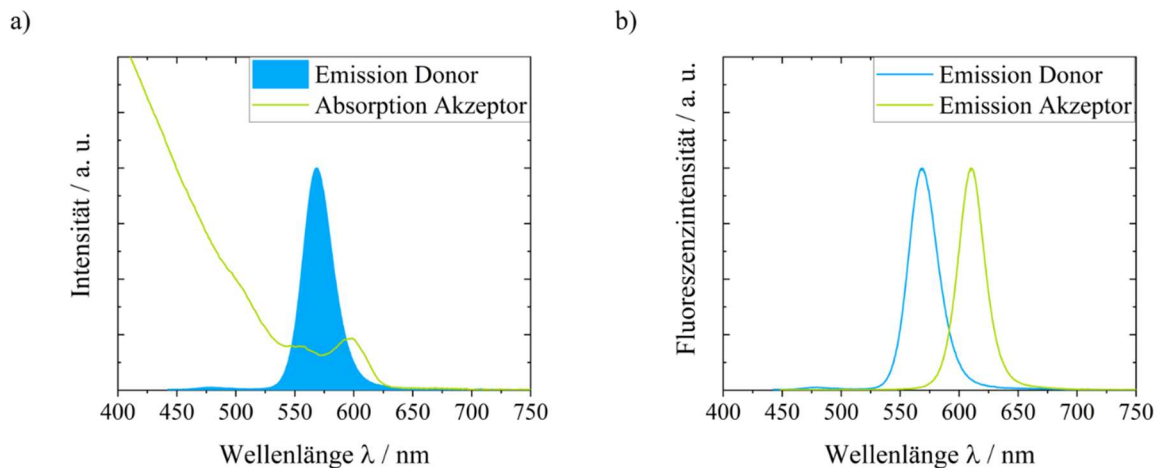 a)
Emission Donor
Absorption Akzeptor
Intensität / a. u.
400 450 500 550 600 650 700 750
Wellenlänge λ / nm
b)
Emission Donor
Emission Akzeptor
Fluoreszenzintensität / a. u.
400 450 500 550 600 650 700 750
Wellenlänge λ / nm